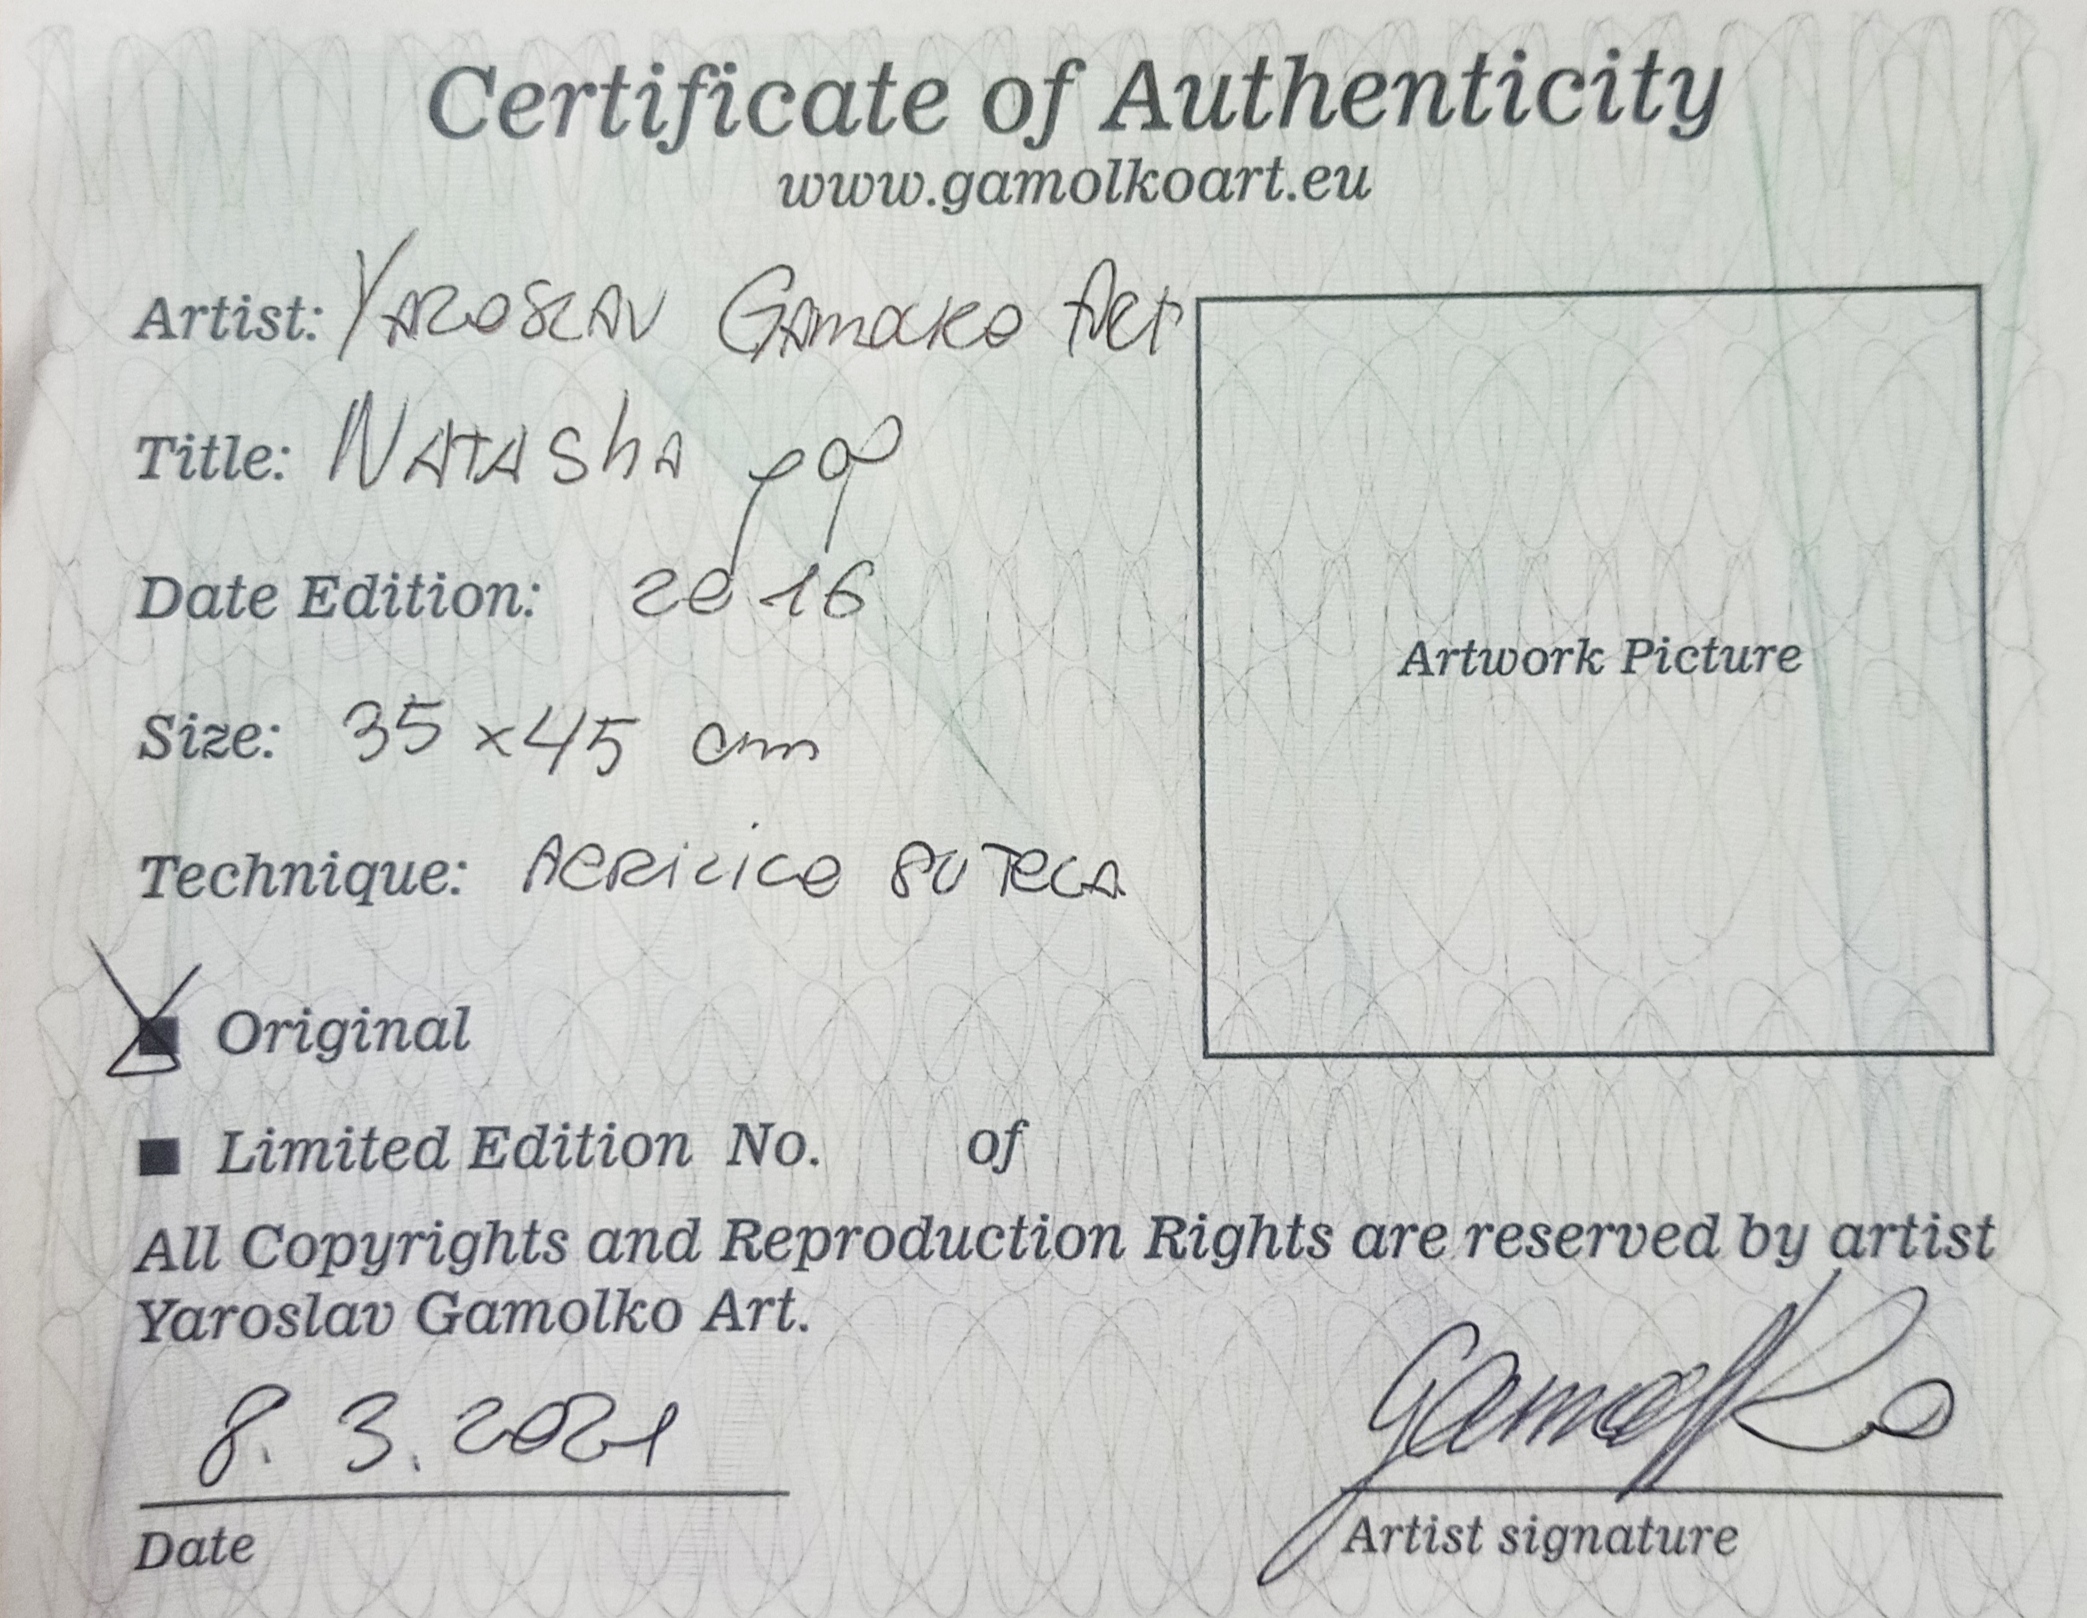 Certificate of Authenticity
www.gamolkoart.eu
Artist: Yaroslav Gamolko Art
Title: NATAShA
Date Edition: 2016
Size: 35 x 45 cm
Technique: Acrilico su Tela
Artwork Picture
Original
Limited Edition No. of
All Copyrights and Reproduction Rights are reserved by artist
Yaroslav Gamolko Art.
8. 3. 2021
Gamolko
Date
Artist signature